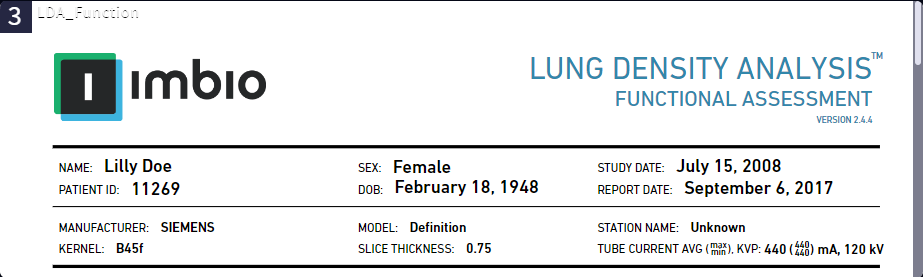 3 LDA_Function
I imbio
LUNG DENSITY ANALYSIS™
FUNCTIONAL ASSESSMENT
VERSION 2.4.4
NAME: Lilly Doe SEX: Female STUDY DATE: July 15, 2008
PATIENT ID: 11269 DOB: February 18, 1948 REPORT DATE: September 6, 2017
MANUFACTURER: SIEMENS MODEL: Definition STATION NAME: Unknown
KERNEL: B45f SLICE THICKNESS: 0.75 TUBE CURRENT AVG (max/min), KVP: 440 (440/440) mA, 120 kV